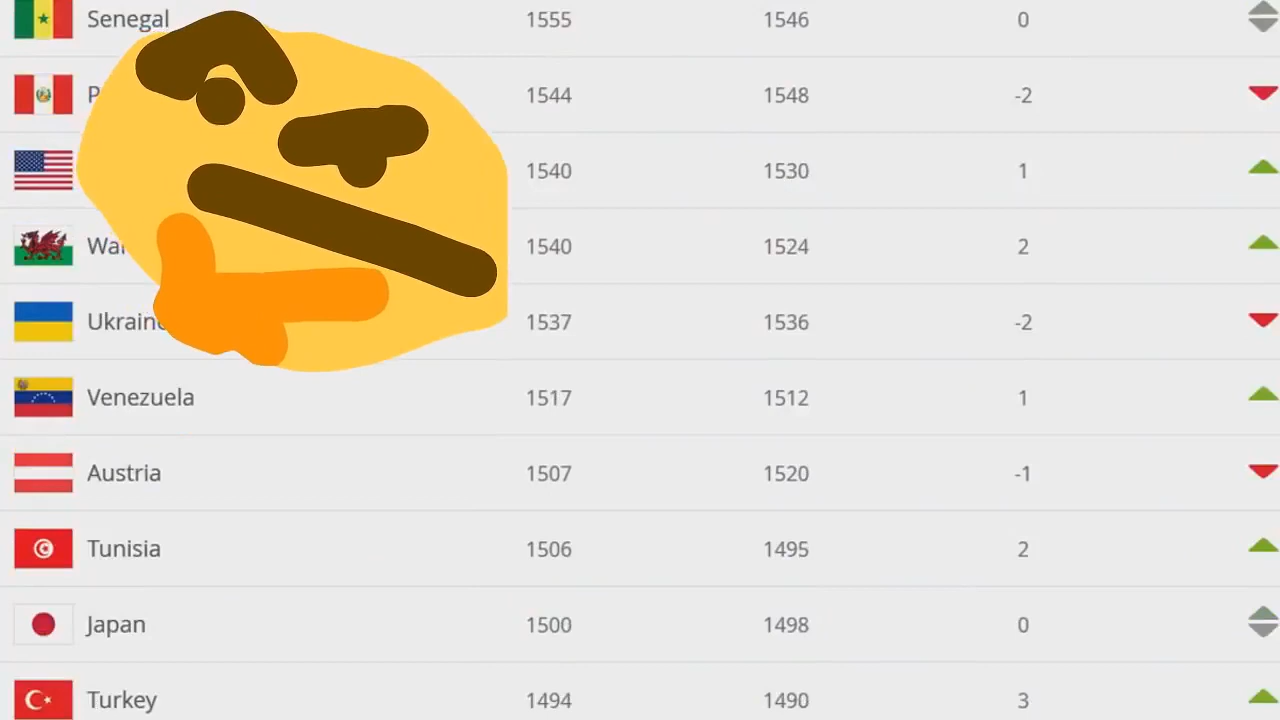 Senegal 1555 1546 0
1544 1548 -2
1540 1530 1
1540 1524 2
Ukraine 1537 1536 -2
Venezuela 1517 1512 1
Austria 1507 1520 -1
Tunisia 1506 1495 2
Japan 1500 1498 0
Turkey 1494 1490 3